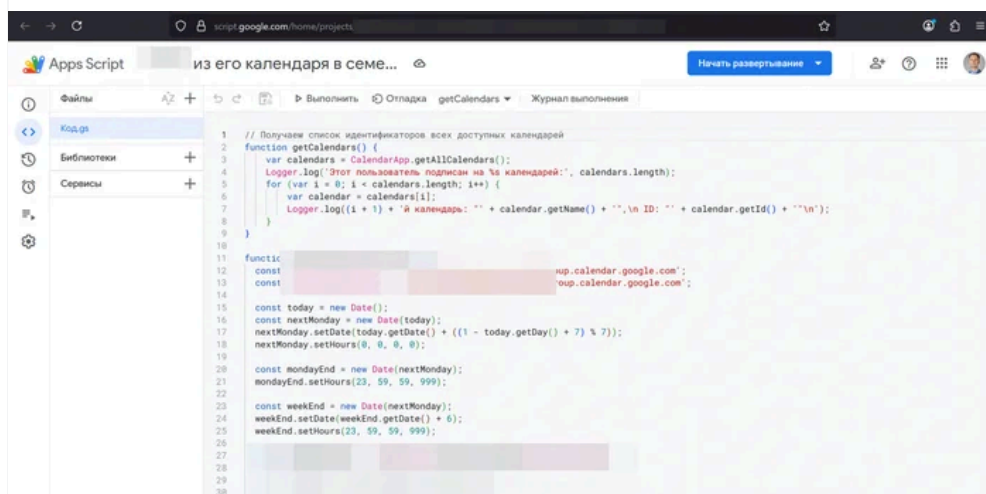 script.google.com/home/projects
Apps Script
из его календаря в семе...
Начать развертывание
Файлы
AZ
Выполнить
Отладка
getCalendars
Журнал выполнения
Код.gs
Библиотеки
Сервисы
1 // Получаем список идентификаторов всех доступных календарей
2 function getCalendars() {
3 var calendars = CalendarApp.getAllCalendars();
4 Logger.log('Этот пользователь подписан на %s календарей:', calendars.length);
5 for (var i = 0; i < calendars.length; i++) {
6 var calendar = calendars[i];
7 Logger.log((i + 1) + 'й календарь: "' + calendar.getName() + '",\n ID: "' + calendar.getId() + '"\n');
8 }
9 }
10
11 functio
12 const up.calendar.google.com';
13 const roup.calendar.google.com';
14
15 const today = new Date();
16 const nextMonday = new Date(today);
17 nextMonday.setDate(today.getDate() + ((1 - today.getDay() + 7) % 7));
18 nextMonday.setHours(0, 0, 0, 0);
19
20 const mondayEnd = new Date(nextMonday);
21 mondayEnd.setHours(23, 59, 59, 999);
22
23 const weekEnd = new Date(nextMonday);
24 weekEnd.setDate(weekEnd.getDate() + 6);
25 weekEnd.setHours(23, 59, 59, 999);
26
27
28
29
30